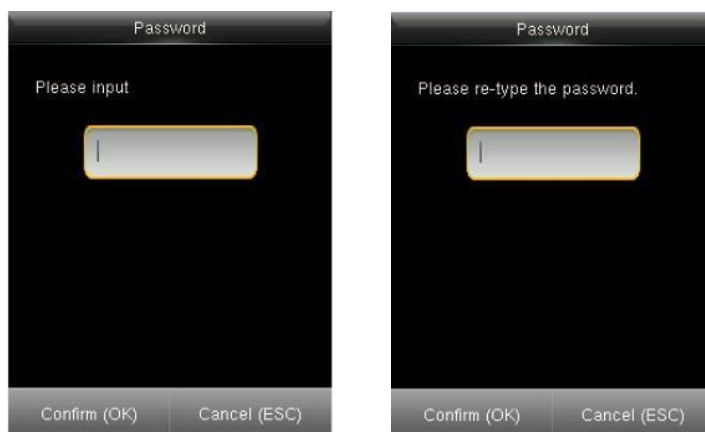 Password
Please input
Confirm (OK) Cancel (ESC)
Password
Please re-type the password.
Confirm (OK) Cancel (ESC)